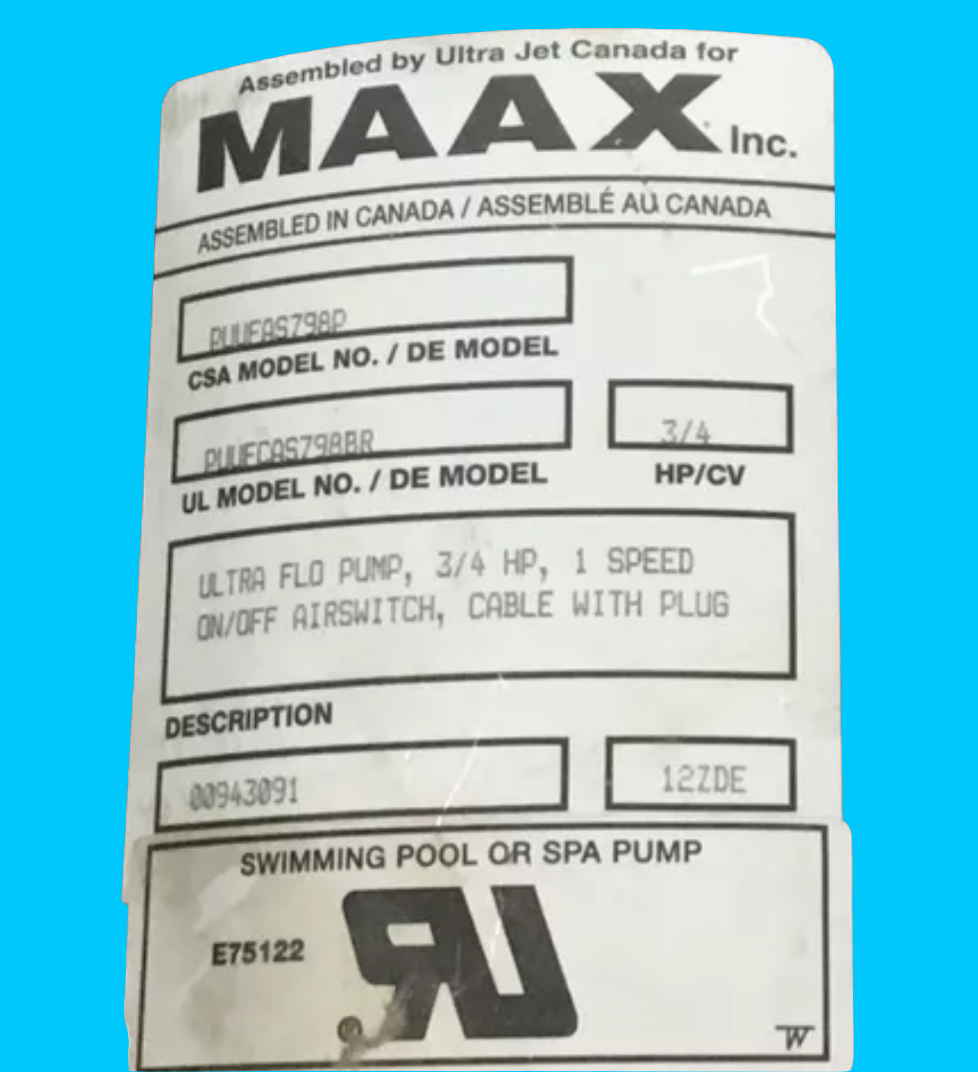 Assembled by Ultra Jet Canada for
MAAX Inc.
ASSEMBLED IN CANADA / ASSEMBLÉ AU CANADA
PUUFAS798P
CSA MODEL NO. / DE MODEL
PUUFCAS798BR
3/4
UL MODEL NO. / DE MODEL
HP/CV
ULTRA FLO PUMP, 3/4 HP, 1 SPEED
ON/OFF AIRSWITCH, CABLE WITH PLUG
DESCRIPTION
00943091
12ZDE
SWIMMING POOL OR SPA PUMP
E75122
®